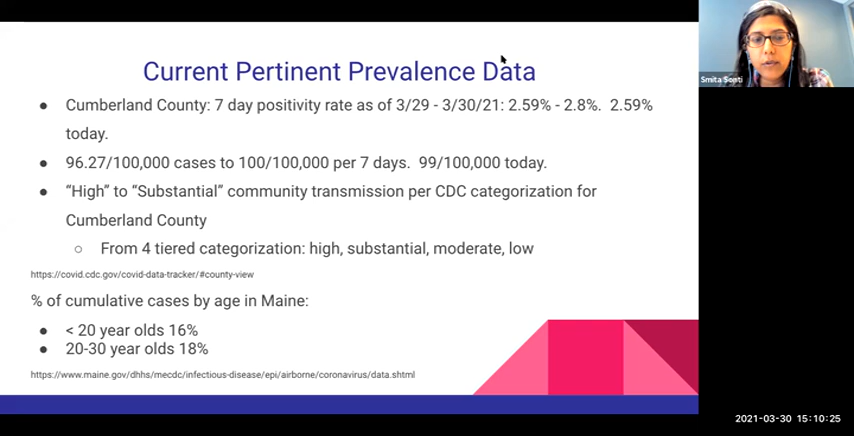 Current Pertinent Prevalence Data
● Cumberland County: 7 day positivity rate as of 3/29 - 3/30/21: 2.59% - 2.8%. 2.59%
today.
● 96.27/100,000 cases to 100/100,000 per 7 days. 99/100,000 today.
● “High” to “Substantial” community transmission per CDC categorization for
Cumberland County
○ From 4 tiered categorization: high, substantial, moderate, low
https://covid.cdc.gov/covid-data-tracker/#county-view
% of cumulative cases by age in Maine:
● < 20 year olds 16%
● 20-30 year olds 18%
https://www.maine.gov/dhhs/mecdc/infectious-disease/epi/airborne/coronavirus/data.shtml
Smita Sonti
2021-03-30 15:10:25